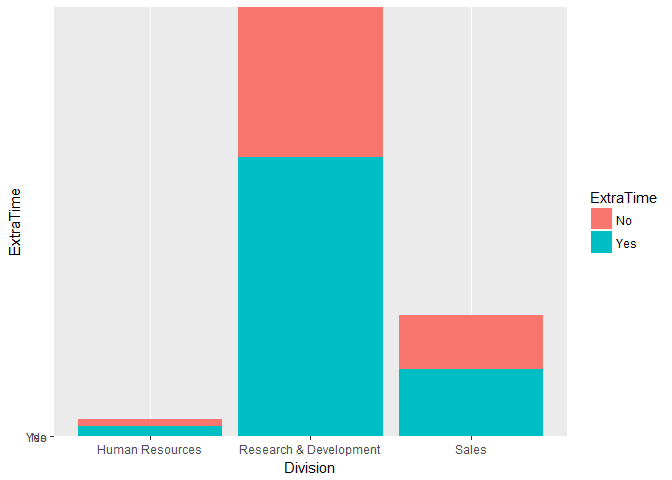 ExtraTime
Human Resources
Research & Development
Sales
Division
ExtraTime
No
Yes